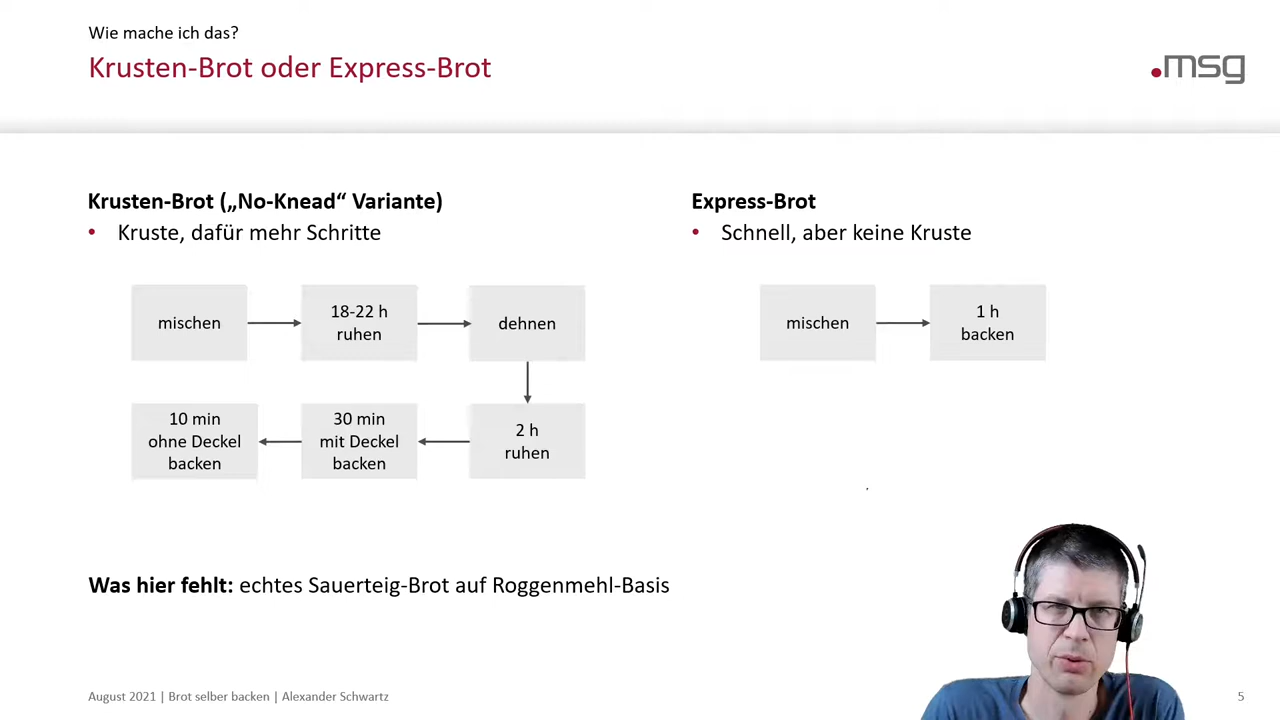 Wie mache ich das?
Krusten-Brot oder Express-Brot
.msg
Krusten-Brot („No-Knead“ Variante)
• Kruste, dafür mehr Schritte
mischen
18-22 h
ruhen
dehnen
2 h
ruhen
30 min
mit Deckel
backen
10 min
ohne Deckel
backen
Express-Brot
• Schnell, aber keine Kruste
mischen
1 h
backen
Was hier fehlt: echtes Sauerteig-Brot auf Roggenmehl-Basis
August 2021 | Brot selber backen | Alexander Schwartz
5